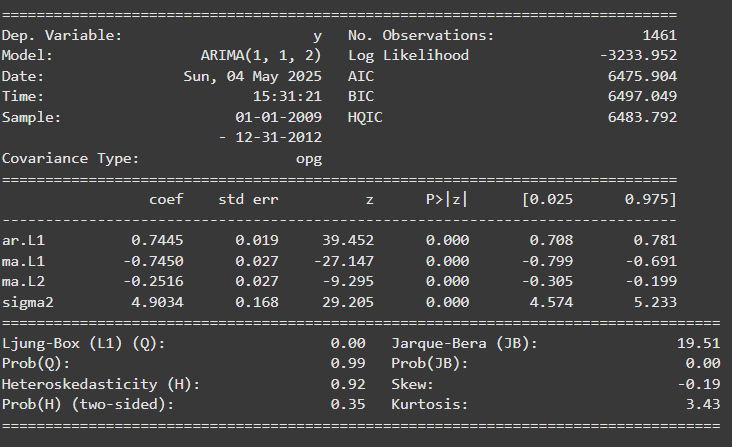 ==============================================================================
Dep. Variable:                      y   No. Observations:                 1461
Model:                 ARIMA(1, 1, 2)   Log Likelihood               -3233.952
Date:                Sun, 04 May 2025   AIC                           6475.904
Time:                        15:31:21   BIC                           6497.049
Sample:                    01-01-2009   HQIC                          6483.792
                         - 12-31-2012
Covariance Type:                  opg
==============================================================================
                 coef    std err          z      P>|z|      [0.025      0.975]
------------------------------------------------------------------------------
ar.L1          0.7445      0.019     39.452      0.000       0.708       0.781
ma.L1         -0.7450      0.027    -27.147      0.000      -0.799      -0.691
ma.L2         -0.2516      0.027     -9.295      0.000      -0.305      -0.199
sigma2         4.9034      0.168     29.205      0.000       4.574       5.233
===================================================================================
Ljung-Box (L1) (Q):                   0.00   Jarque-Bera (JB):                19.51
Prob(Q):                              0.99   Prob(JB):                         0.00
Heteroskedasticity (H):               0.92   Skew:                            -0.19
Prob(H) (two-sided):                  0.35   Kurtosis:                         3.43
===================================================================================